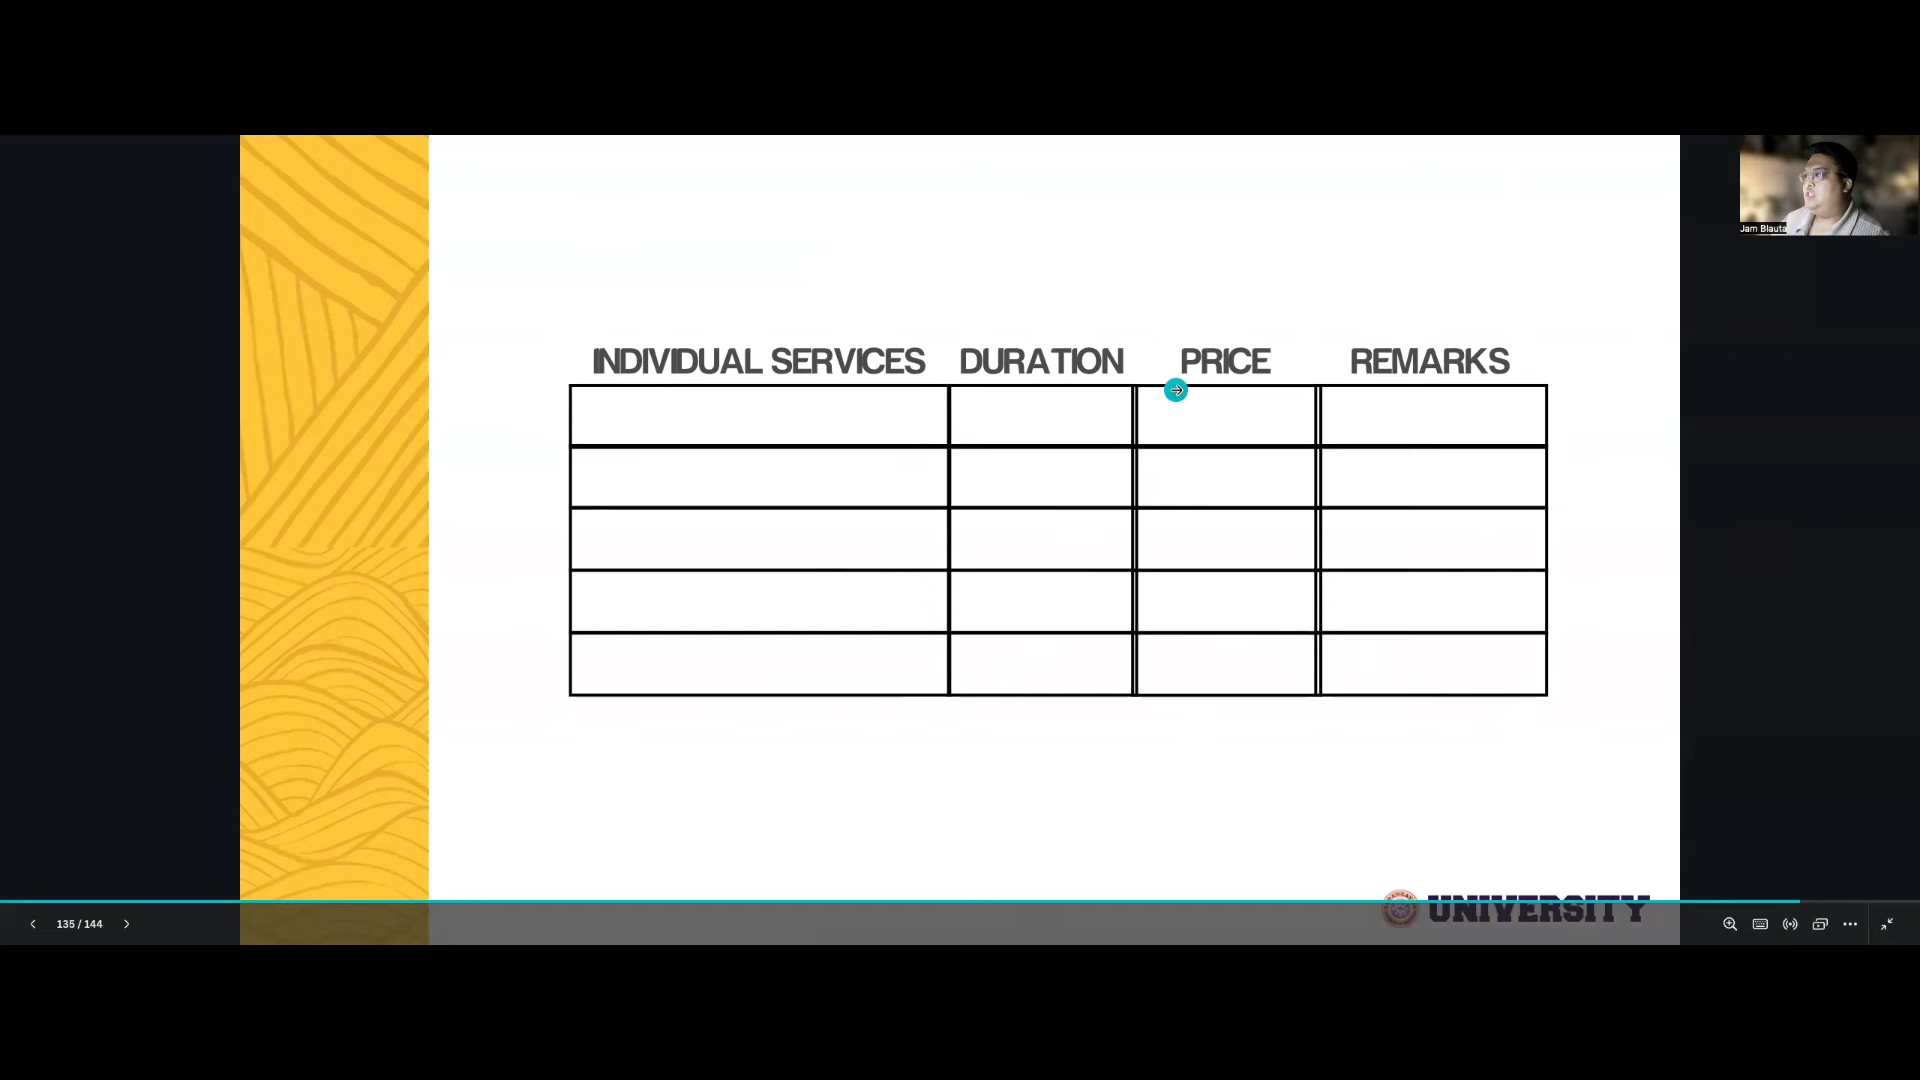 Jam Blauta
INDIVIDUAL SERVICES DURATION PRICE REMARKS
UNIVERSITY
135 / 144